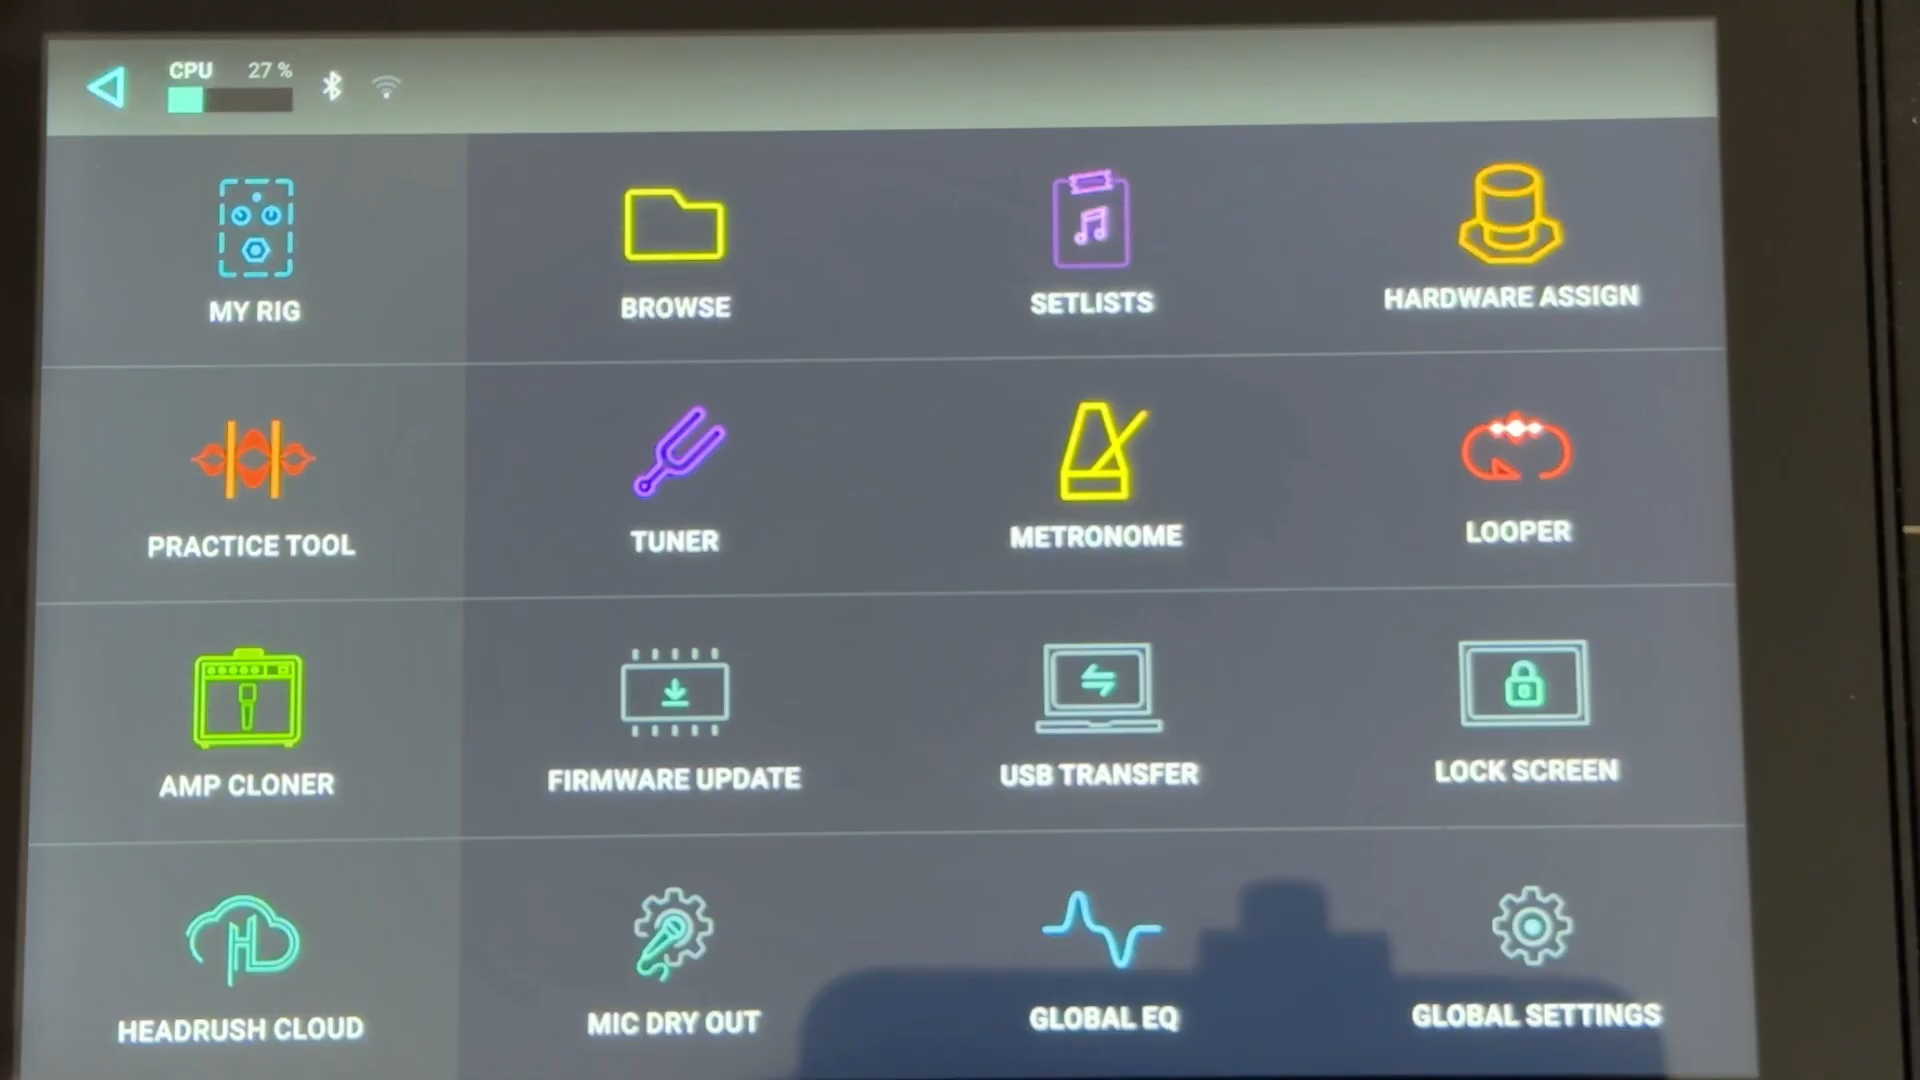 CPU 27 %
MY RIG
BROWSE
SETLISTS
HARDWARE ASSIGN
PRACTICE TOOL
TUNER
METRONOME
LOOPER
AMP CLONER
FIRMWARE UPDATE
USB TRANSFER
LOCK SCREEN
HEADRUSH CLOUD
MIC DRY OUT
GLOBAL EQ
GLOBAL SETTINGS